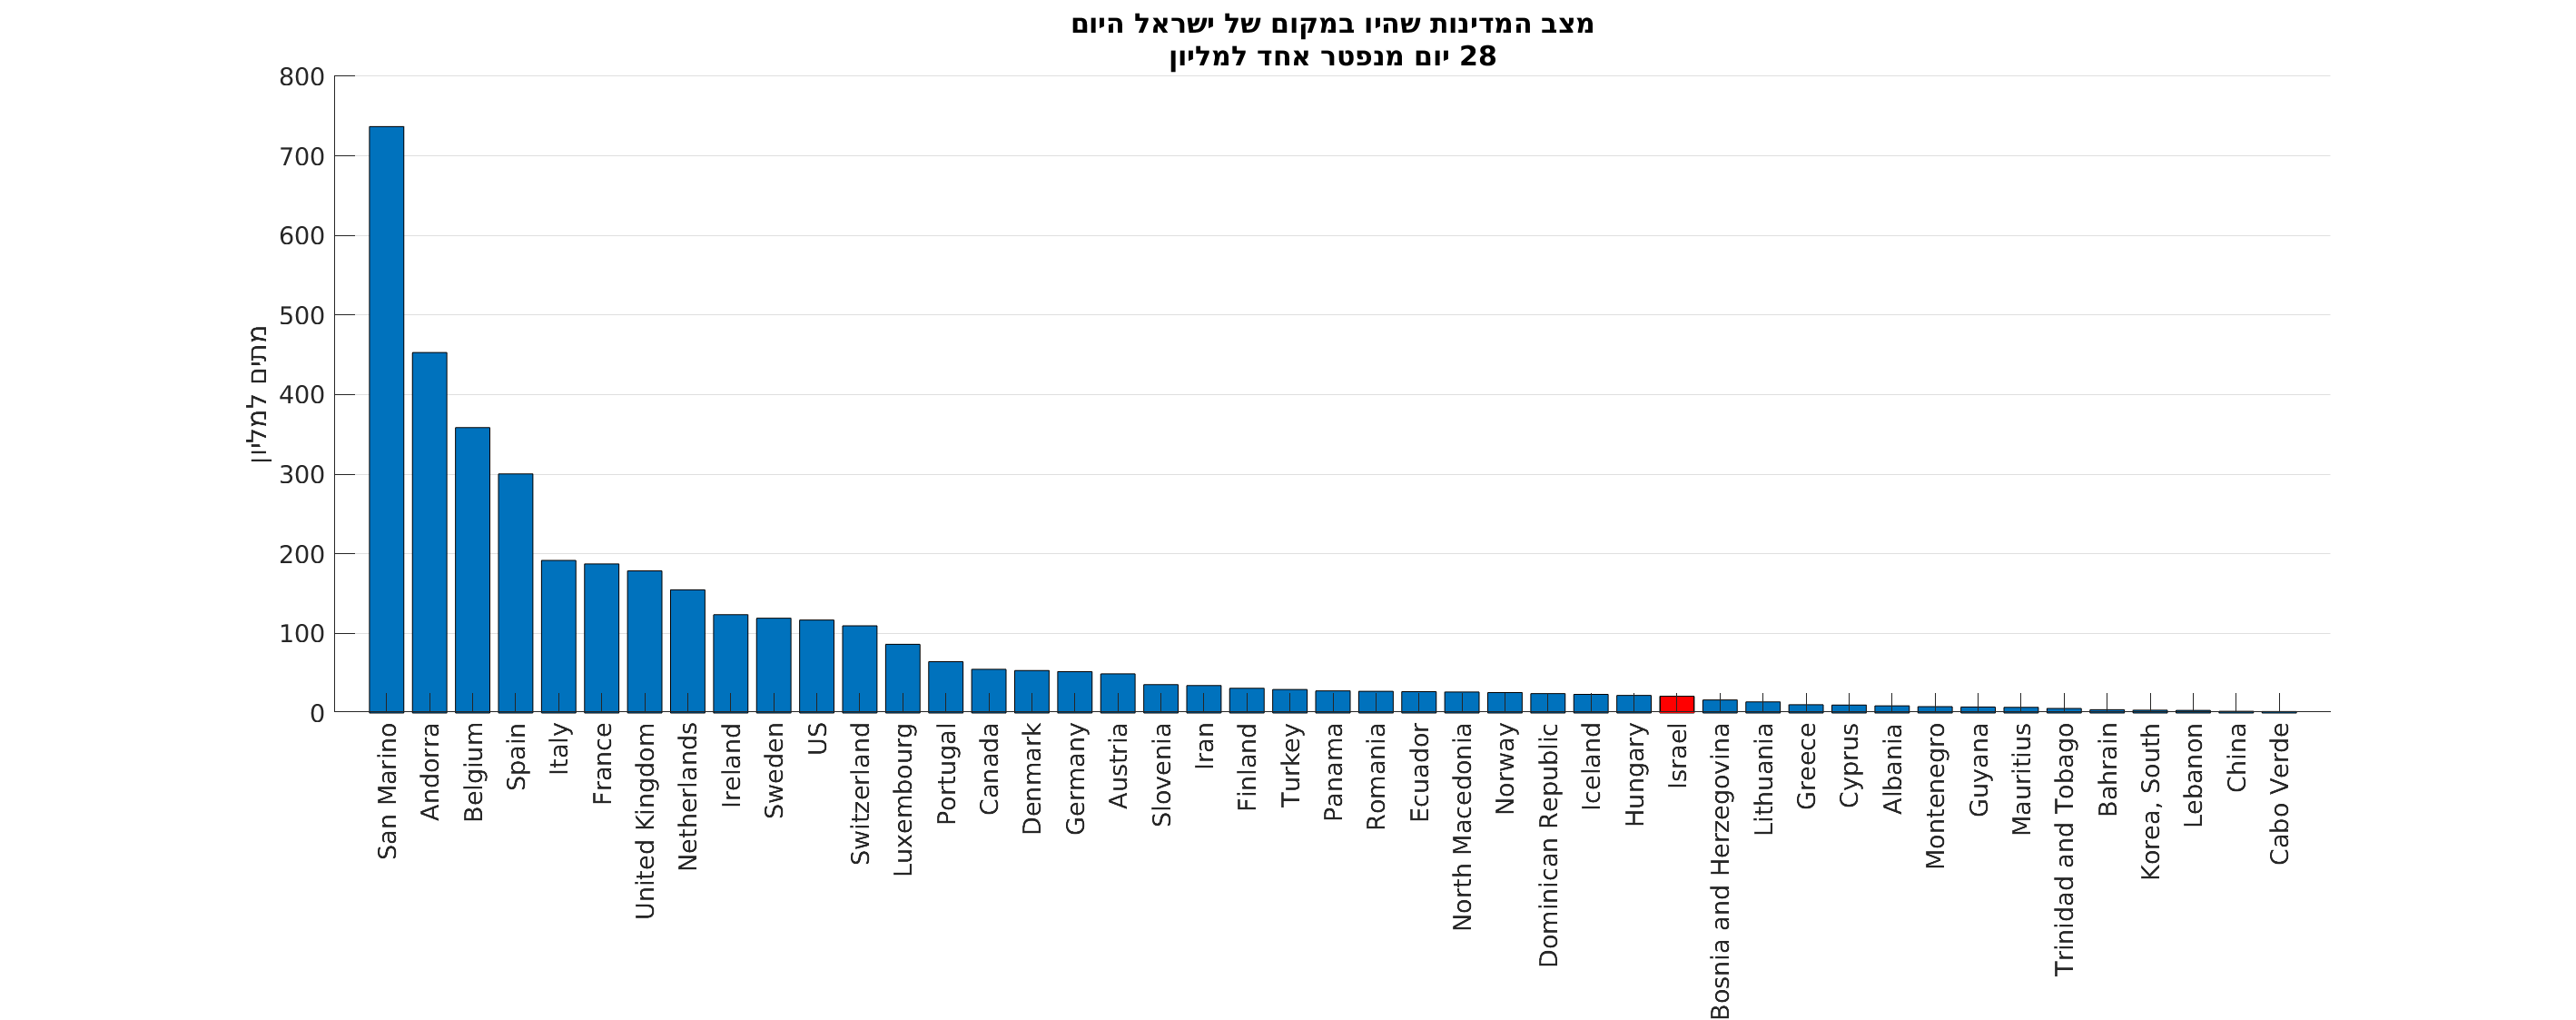 מצב המדינות שהיו במקום של ישראל היום
28 יום מנפטר אחד למליון
מתים למליון
800
700
600
500
400
300
200
100
0
San Marino
Andorra
Belgium
Spain
Italy
France
United Kingdom
Netherlands
Ireland
Sweden
US
Switzerland
Luxembourg
Portugal
Canada
Denmark
Germany
Austria
Slovenia
Iran
Finland
Turkey
Panama
Romania
Ecuador
North Macedonia
Norway
Dominican Republic
Iceland
Hungary
Israel
Bosnia and Herzegovina
Lithuania
Greece
Cyprus
Albania
Montenegro
Guyana
Mauritius
Trinidad and Tobago
Bahrain
Korea, South
Lebanon
China
Cabo Verde